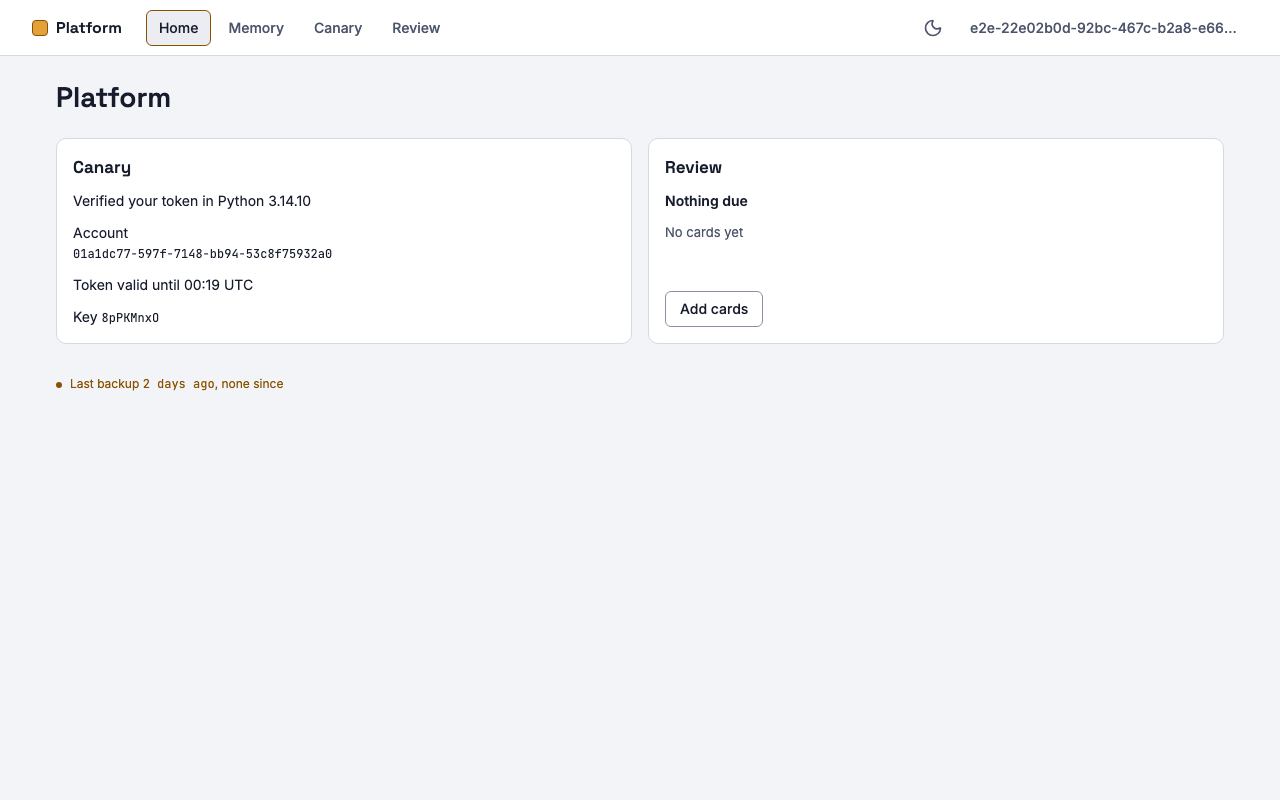 Platform
Home
Memory
Canary
Review
e2e-22e02b0d-92bc-467c-b2a8-e66…
Platform
Canary
Verified your token in Python 3.14.10
Account
01a1dc77-597f-7148-bb94-53c8f75932a0
Token valid until 00:19 UTC
Key 8pPKMnxO
Review
Nothing due
No cards yet
Add cards
Last backup 2 days ago, none since